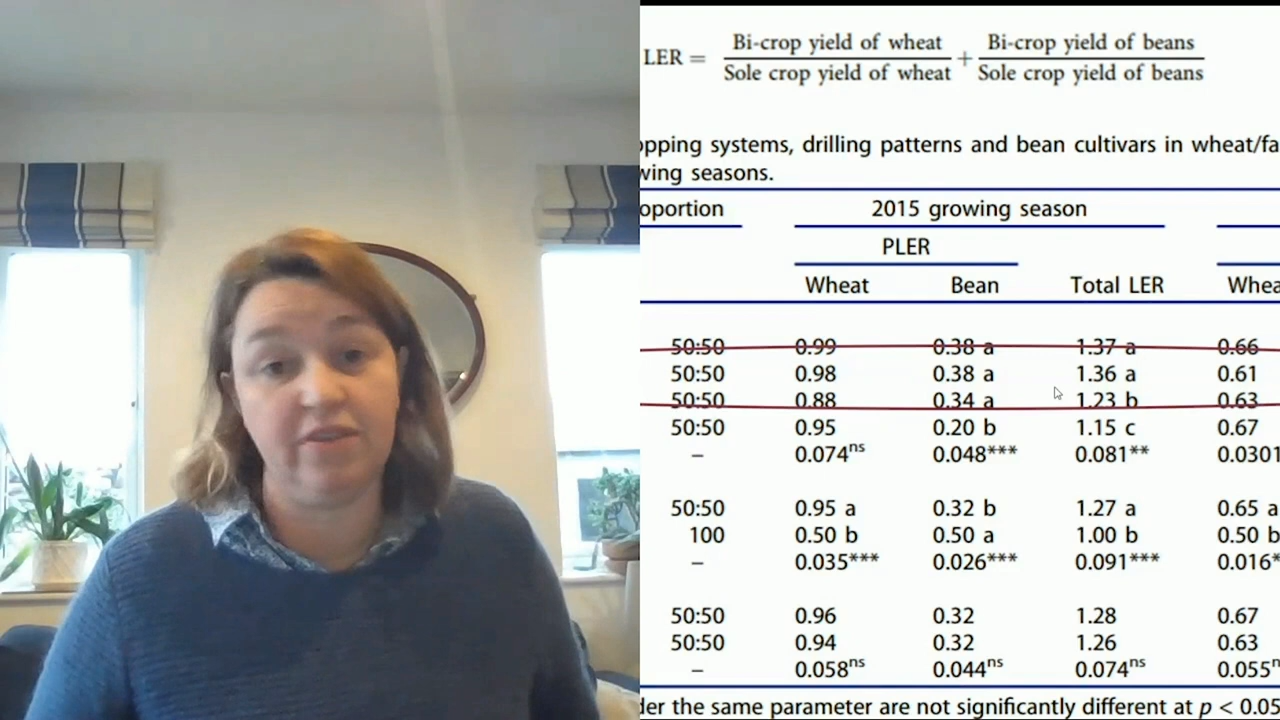 Bi-crop yield of wheat Bi-crop yield of beans
LER = +
Sole crop yield of wheat Sole crop yield of beans
opping systems, drilling patterns and bean cultivars in wheat/fa
wing seasons.
oportion 2015 growing season
PLER
Wheat Bean Total LER Whea
50:50 0.99 0.38 a 1.37 a 0.66
50:50 0.98 0.38 a 1.36 a 0.61
50:50 0.88 0.34 a 1.23 b 0.63
50:50 0.95 0.20 b 1.15 c 0.67
– 0.074ns 0.048*** 0.081** 0.0301
50:50 0.95 a 0.32 b 1.27 a 0.65 a
100 0.50 b 0.50 a 1.00 b 0.50 b
– 0.035*** 0.026*** 0.091*** 0.016*
50:50 0.96 0.32 1.28 0.67
50:50 0.94 0.32 1.26 0.63
– 0.058ns 0.044ns 0.074ns 0.055n
der the same parameter are not significantly different at p < 0.05